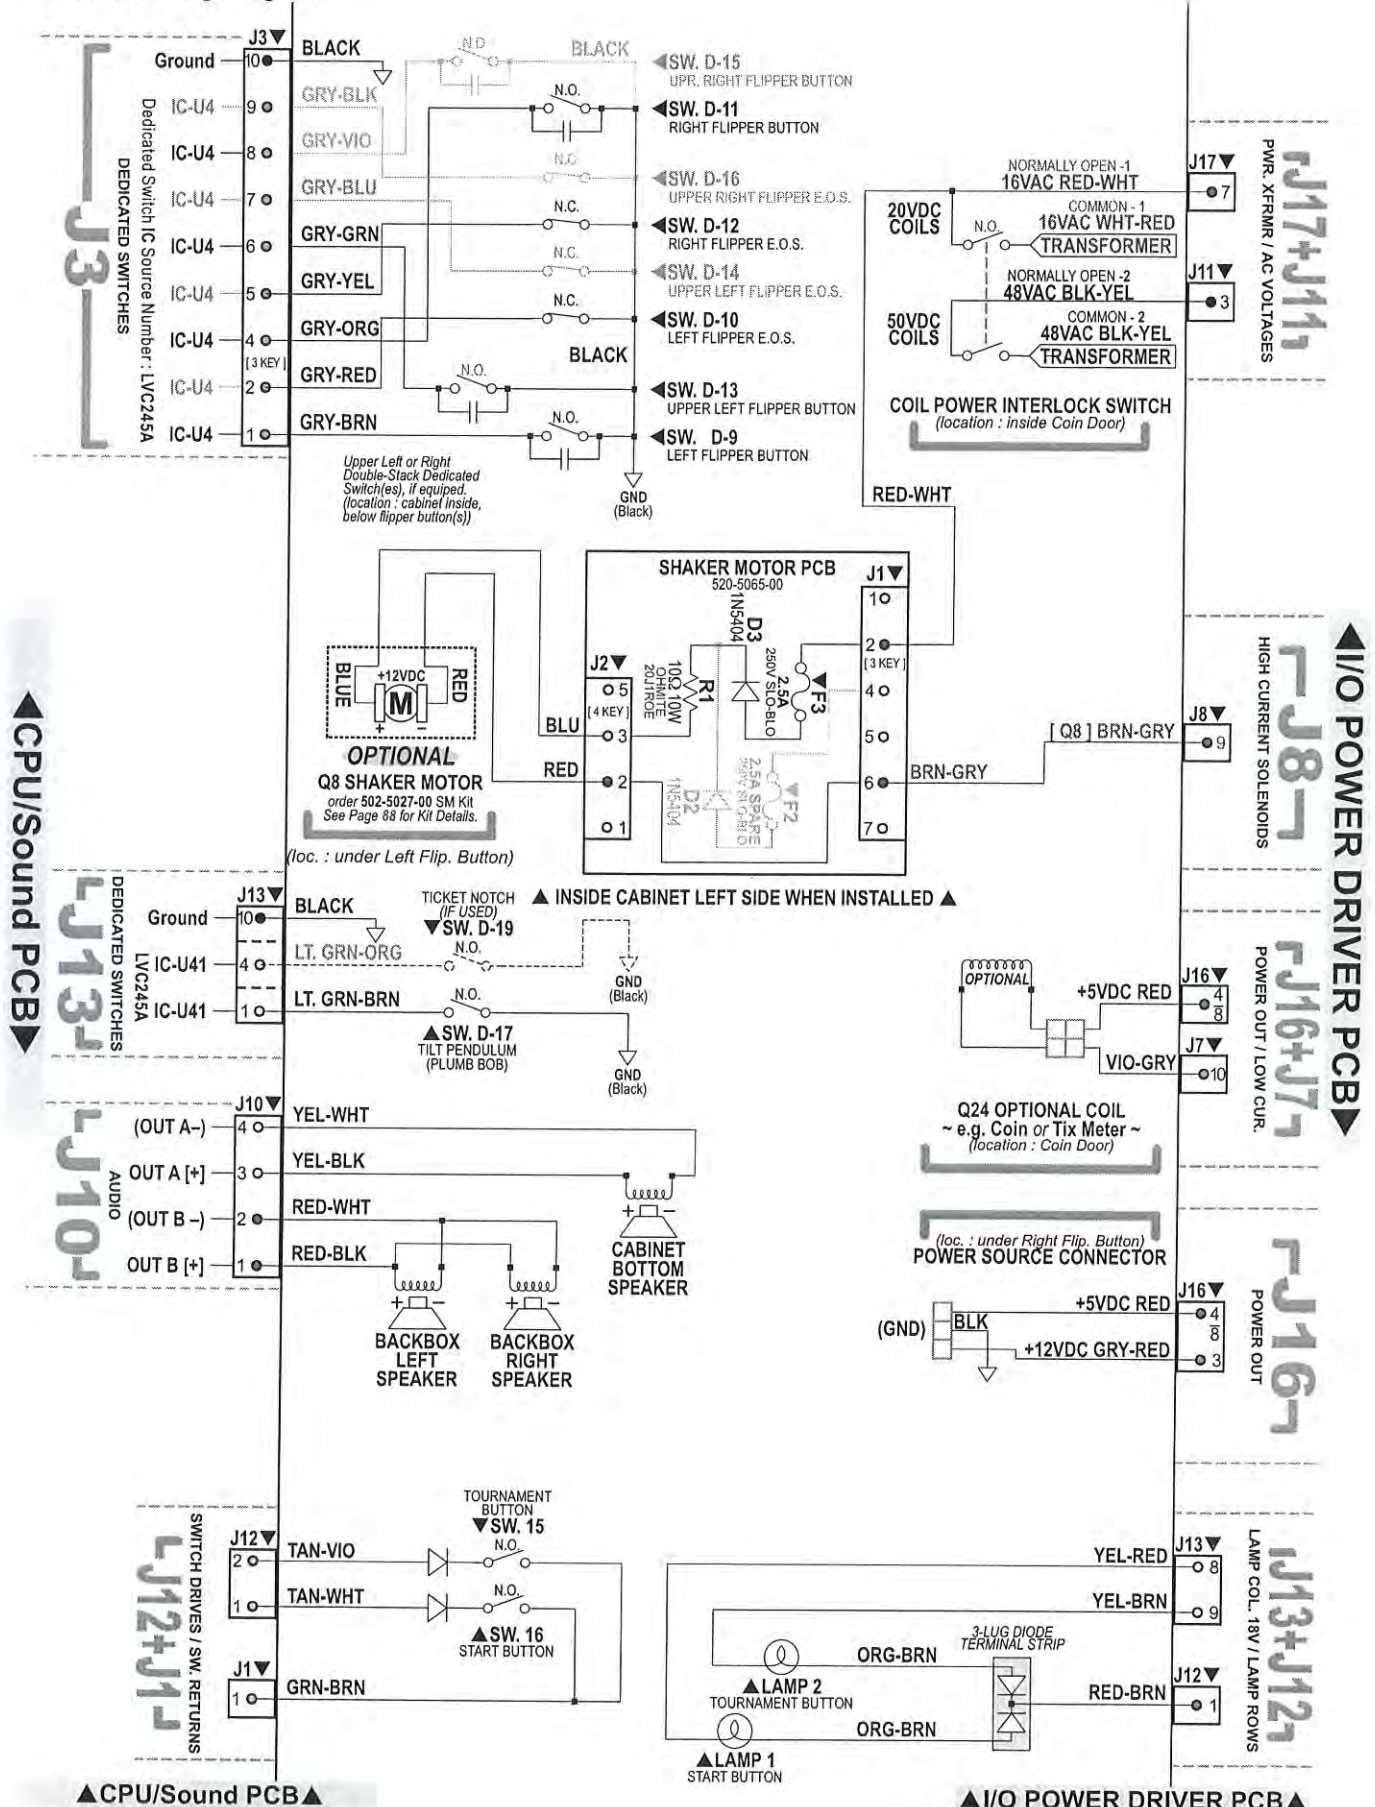 J3▼
Ground
10
BLACK
IC-U4
9
GRY-BLK
IC-U4
8
GRY-VIO
IC-U4
7
GRY-BLU
IC-U4
6
GRY-GRN
IC-U4
5
GRY-YEL
IC-U4
4
GRY-ORG
[3 KEY]
IC-U4
2
GRY-RED
IC-U4
1
GRY-BRN
Dedicated Switch IC Source Number : LVC245A
DEDICATED SWITCHES
J3
BLACK
◀SW. D-15
UPR. RIGHT FLIPPER BUTTON
N.O.
◀SW. D-11
RIGHT FLIPPER BUTTON
◀SW. D-16
UPPER RIGHT FLIPPER E.O.S.
N.C.
◀SW. D-12
RIGHT FLIPPER E.O.S.
N.C.
◀SW. D-14
UPPER LEFT FLIPPER E.O.S.
N.C.
◀SW. D-10
LEFT FLIPPER E.O.S.
BLACK
N.O.
◀SW. D-13
UPPER LEFT FLIPPER BUTTON
N.O.
◀SW. D-9
LEFT FLIPPER BUTTON
GND
(Black)
Upper Left or Right
Double-Stack Dedicated
Switch(es), if equiped.
(location : cabinet inside,
below flipper button(s))
J17▼
7
NORMALLY OPEN -1
16VAC RED-WHT
20VDC
COILS
N.O.
COMMON - 1
16VAC WHT-RED
TRANSFORMER
J11▼
3
NORMALLY OPEN -2
48VAC BLK-YEL
50VDC
COILS
COMMON - 2
48VAC BLK-YEL
TRANSFORMER
COIL POWER INTERLOCK SWITCH
(location : inside Coin Door)
PWR. XFRMR / AC VOLTAGES
J17+J11
RED-WHT
SHAKER MOTOR PCB
520-5065-00
J1▼
1
2
[3 KEY]
4
5
6
7
D3
1N5404
▼F3
2.5A
250V SLO-BLO
R1
10Ω 10W
OHMITE
20J1ROE
D2
1N5404
▼F2
2.5A SPARE
250V SLO-BLO
J2▼
5
[4 KEY]
3
2
1
BLU
RED
BLUE
+12VDC
M
+ −
RED
OPTIONAL
Q8 SHAKER MOTOR
order 502-5027-00 SM Kit
See Page 88 for Kit Details.
(loc. : under Left Flip. Button)
▲ INSIDE CABINET LEFT SIDE WHEN INSTALLED ▲
BRN-GRY
[ Q8 ] BRN-GRY
J8▼
9
HIGH CURRENT SOLENOIDS
J8
◀I/O POWER DRIVER PCB▶
◀CPU/Sound PCB▶
J13▼
Ground
10
BLACK
IC-U41
4
LT. GRN-ORG
IC-U41
1
LT. GRN-BRN
DEDICATED SWITCHES
LVC245A
J13
TICKET NOTCH
(IF USED)
▼SW. D-19
N.O.
GND
(Black)
N.O.
▲SW. D-17
TILT PENDULUM
(PLUMB BOB)
GND
(Black)
OPTIONAL
J16▼
+5VDC RED
4
8
J7▼
VIO-GRY
10
Q24 OPTIONAL COIL
~ e.g. Coin or Tix Meter ~
(location : Coin Door)
POWER OUT / LOW CUR.
J16+J7
J10▼
(OUT A–)
4
YEL-WHT
OUT A [+]
3
YEL-BLK
(OUT B –)
2
RED-WHT
OUT B [+]
1
RED-BLK
AUDIO
J10
+ −
CABINET
BOTTOM
SPEAKER
+ −
BACKBOX
LEFT
SPEAKER
+ −
BACKBOX
RIGHT
SPEAKER
(loc. : under Right Flip. Button)
POWER SOURCE CONNECTOR
J16▼
+5VDC RED
4
8
(GND)
BLK
+12VDC GRY-RED
3
POWER OUT
J16
J12▼
2
TAN-VIO
1
TAN-WHT
J1▼
1
GRN-BRN
SWITCH DRIVES / SW. RETURNS
J12+J1
TOURNAMENT
BUTTON
▼SW. 15
N.O.
N.O.
▲SW. 16
START BUTTON
J13▼
YEL-RED
8
YEL-BRN
9
3-LUG DIODE
TERMINAL STRIP
ORG-BRN
▲LAMP 2
TOURNAMENT BUTTON
J12▼
RED-BRN
1
ORG-BRN
▲LAMP 1
START BUTTON
LAMP COL. 18V / LAMP ROWS
J13+J12
▲CPU/Sound PCB▲
▲I/O POWER DRIVER PCB▲